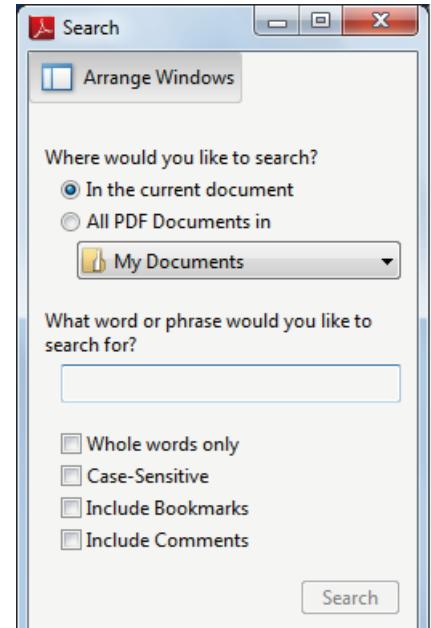 Search
Arrange Windows
Where would you like to search?
In the current document
All PDF Documents in
My Documents
What word or phrase would you like to
search for?
Whole words only
Case-Sensitive
Include Bookmarks
Include Comments
Search